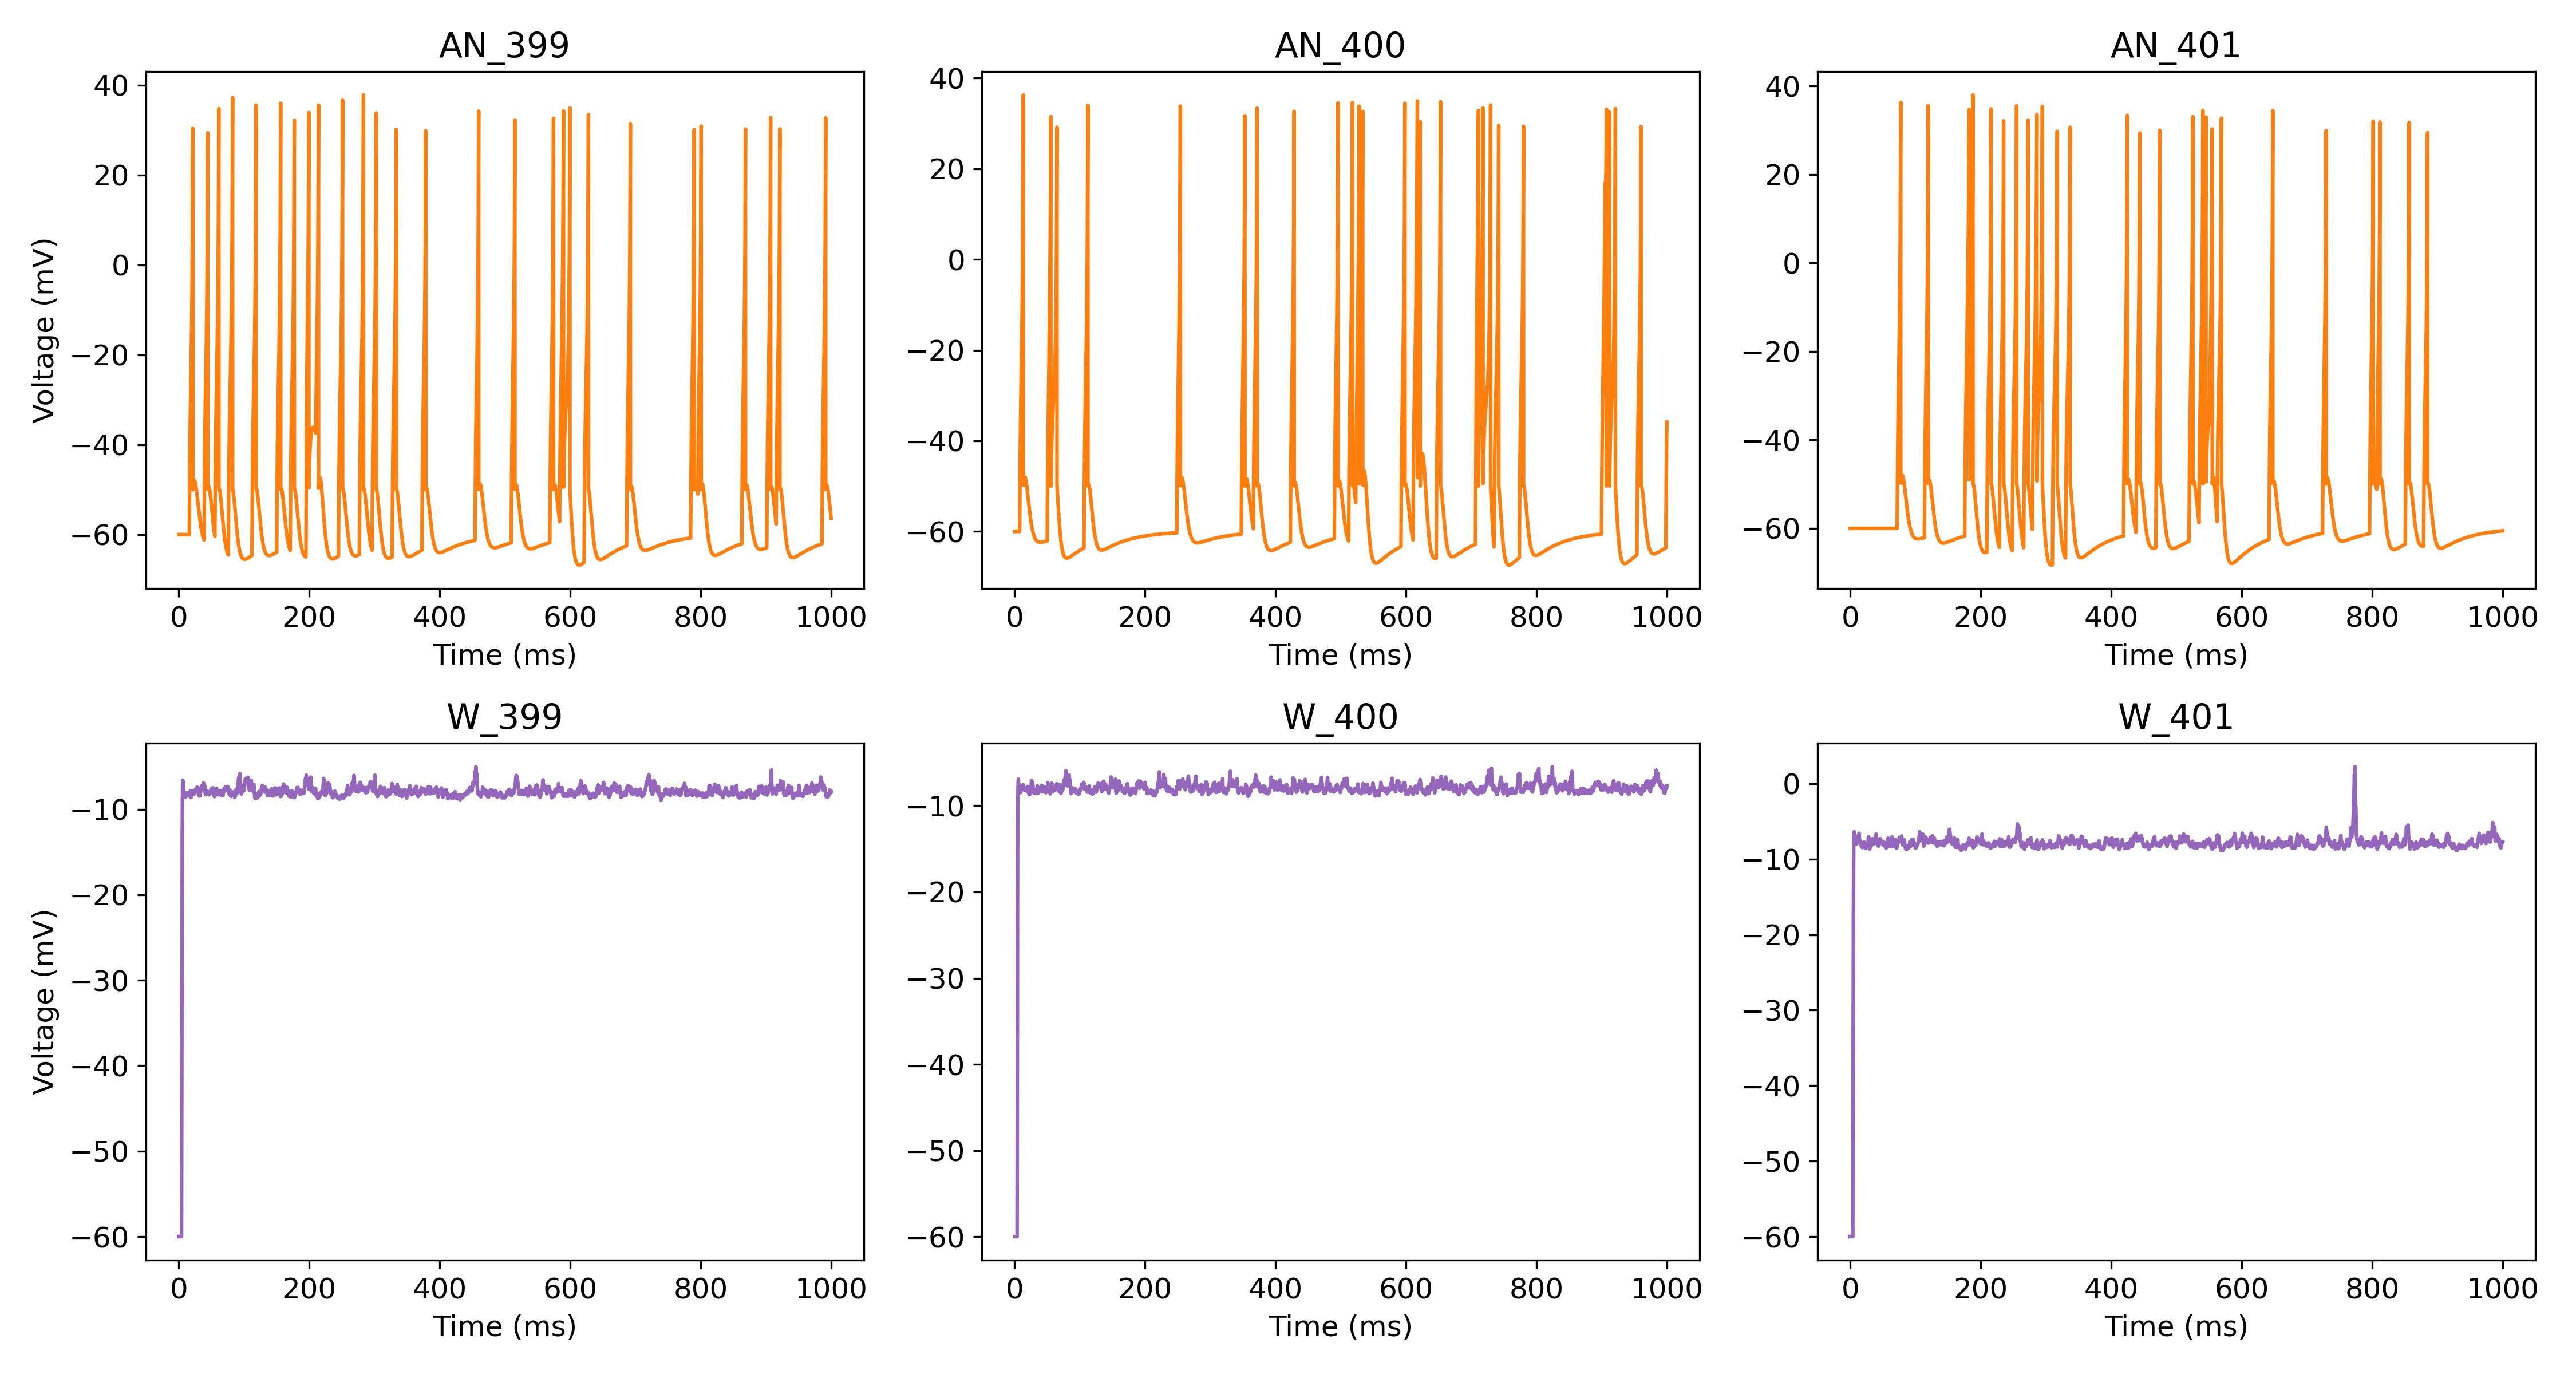 AN_399 AN_400 AN_401
40 40 40
20 20 20
0 0 0
−20 −20 −20
−40 −40 −40
−60 −60 −60
Voltage (mV)
0 200 400 600 800 1000 0 200 400 600 800 1000 0 200 400 600 800 1000
Time (ms) Time (ms) Time (ms)
W_399 W_400 W_401
0
−10 −10 −10
−20 −20 −20
−30 −30 −30
−40 −40 −40
−50 −50 −50
−60 −60 −60
Voltage (mV)
0 200 400 600 800 1000 0 200 400 600 800 1000 0 200 400 600 800 1000
Time (ms) Time (ms) Time (ms)